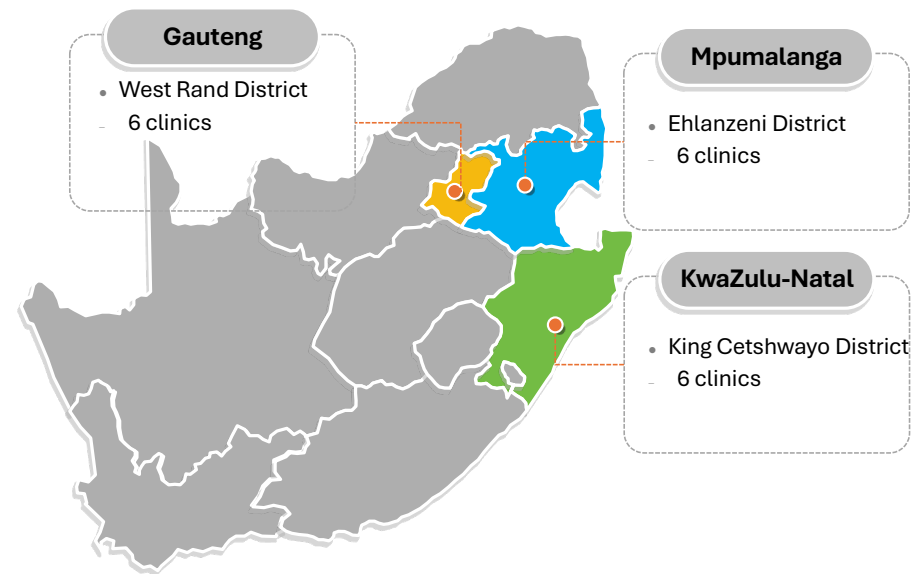 Gauteng
• West Rand District
– 6 clinics
Mpumalanga
• Ehlanzeni District
– 6 clinics
KwaZulu-Natal
• King Cetshwayo District
– 6 clinics